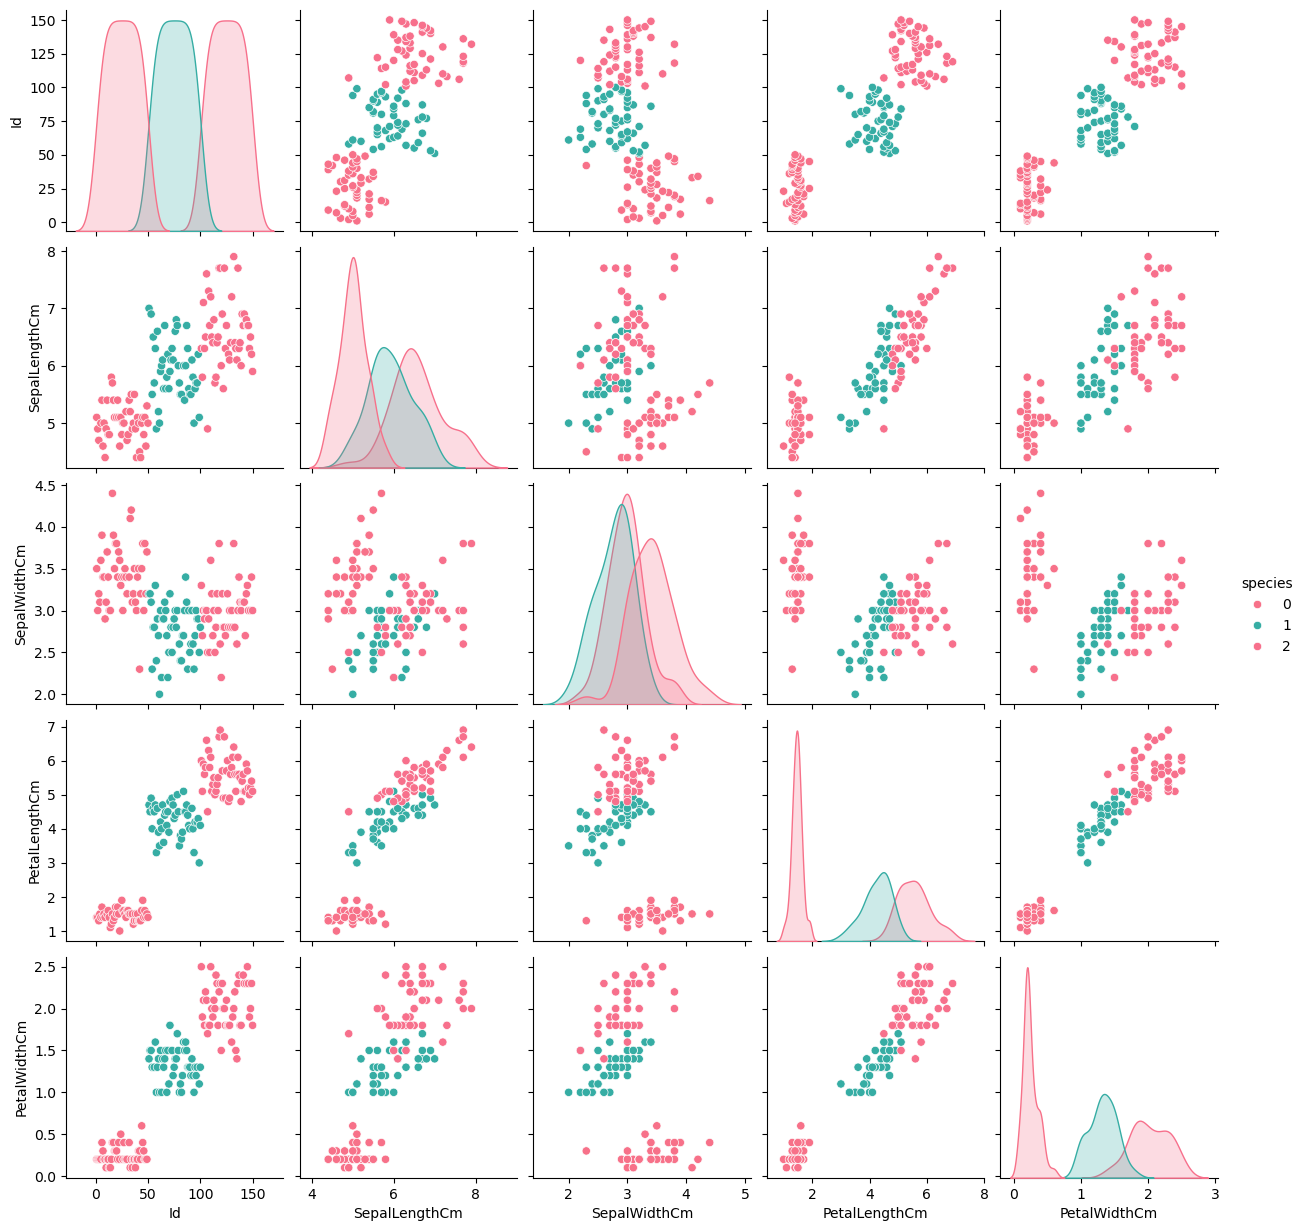 150
125
100
75
50
25
0
Id
8
7
6
5
SepalLengthCm
4.5
4.0
3.5
3.0
2.5
2.0
SepalWidthCm
species
0
1
2
7
6
5
4
3
2
1
PetalLengthCm
2.5
2.0
1.5
1.0
0.5
0.0
PetalWidthCm
0 50 100 150
Id
4 6 8
SepalLengthCm
2 3 4 5
SepalWidthCm
2 4 6 8
PetalLengthCm
0 1 2 3
PetalWidthCm